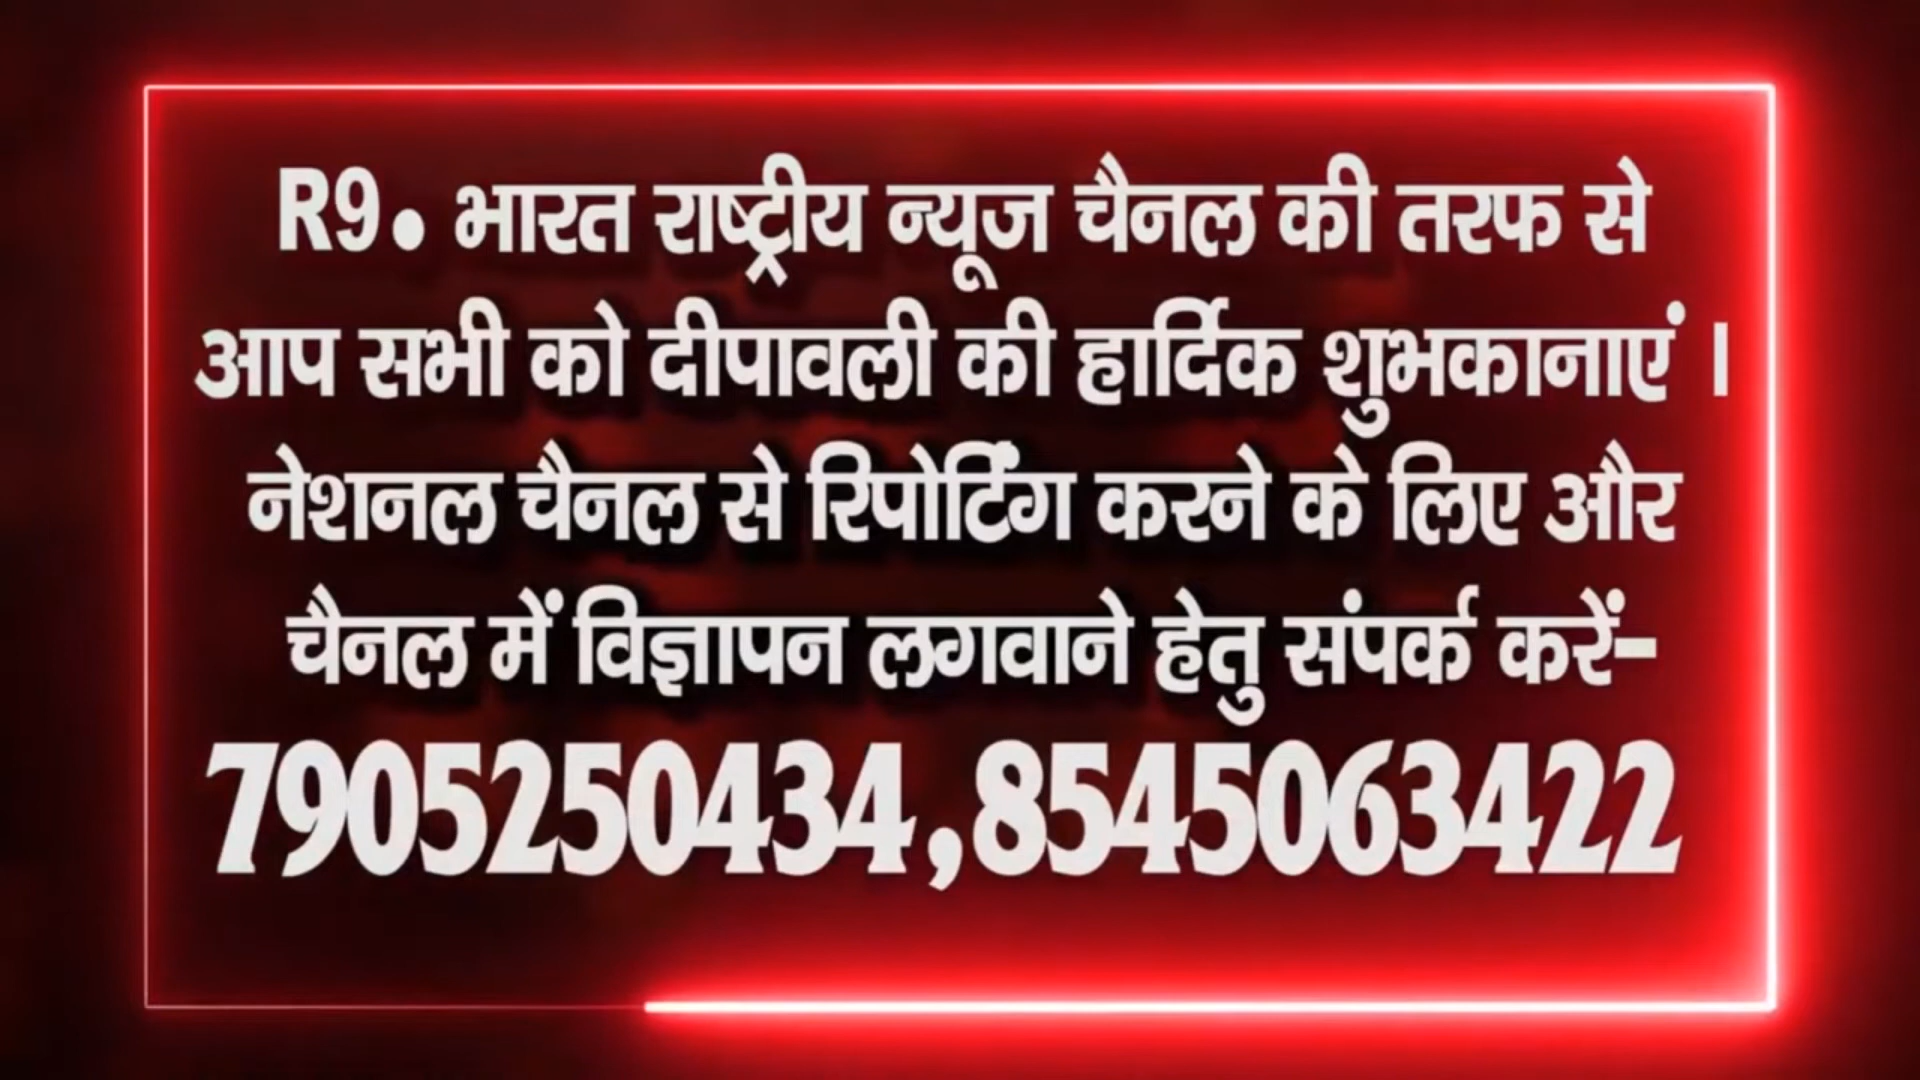 R9. भारत राष्ट्रीय न्यूज चैनल की तरफ से
आप सभी को दीपावली की हार्दिक शुभकानाएं ।
नेशनल चैनल से रिपोर्टिंग करने के लिए और
चैनल में विज्ञापन लगवाने हेतु संपर्क करें-
7905250434,8545063422